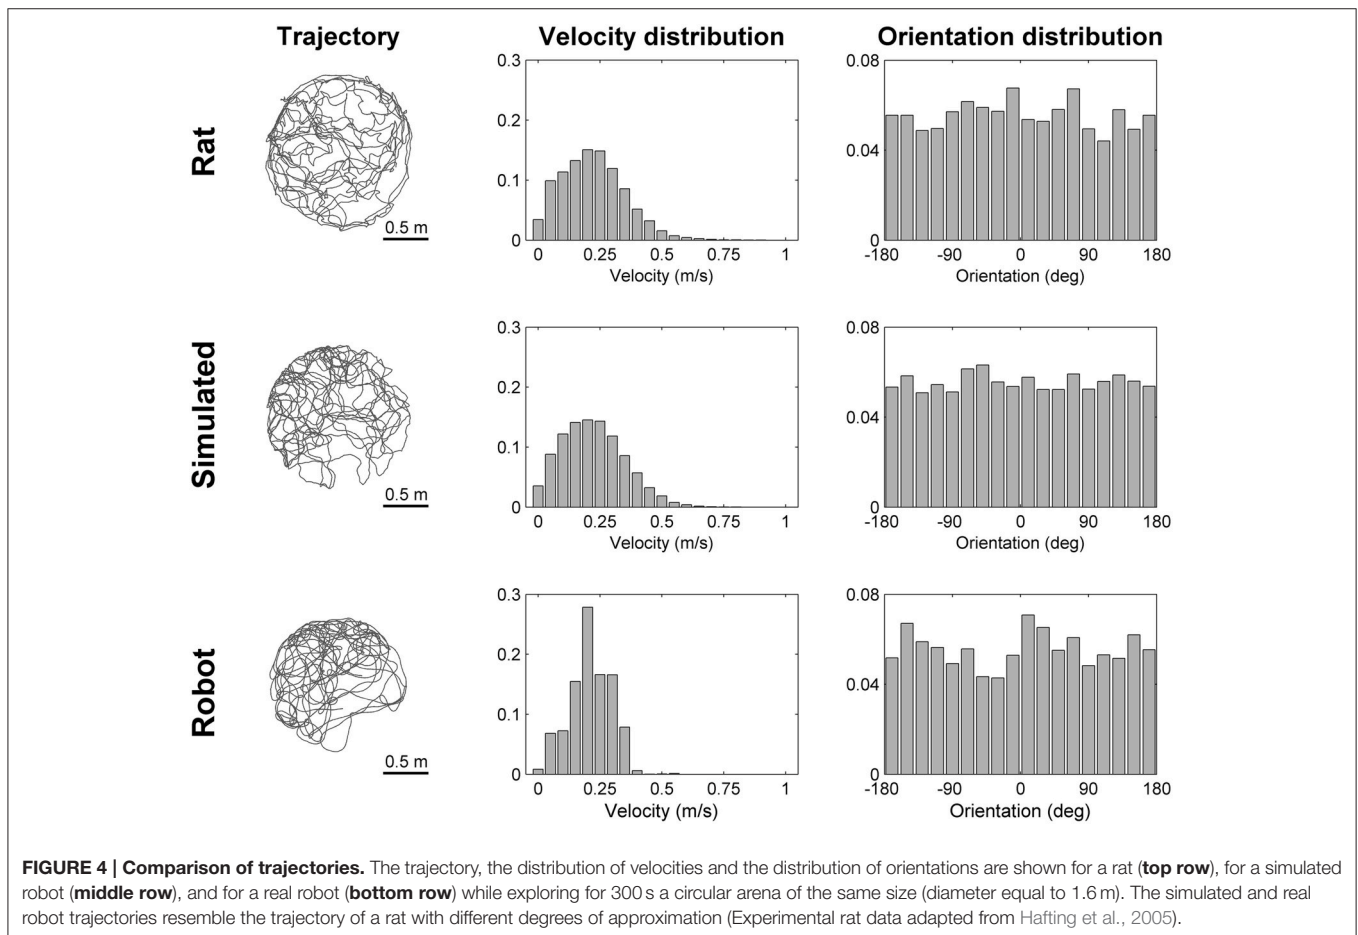 Trajectory Velocity distribution Orientation distribution
Rat
0.5 m
0.3
0.2
0.1
0
0 0.25 0.5 0.75 1
Velocity (m/s)
0.08
0.04
0
-180 -90 0 90 180
Orientation (deg)
Simulated
0.5 m
0.3
0.2
0.1
0
0 0.25 0.5 0.75 1
Velocity (m/s)
0.08
0.04
0
-180 -90 0 90 180
Orientation (deg)
Robot
0.5 m
0.3
0.2
0.1
0
0 0.25 0.5 0.75 1
Velocity (m/s)
0.08
0.04
0
-180 -90 0 90 180
Orientation (deg)
FIGURE 4 | Comparison of trajectories. The trajectory, the distribution of velocities and the distribution of orientations are shown for a rat (top row), for a simulated
robot (middle row), and for a real robot (bottom row) while exploring for 300 s a circular arena of the same size (diameter equal to 1.6 m). The simulated and real
robot trajectories resemble the trajectory of a rat with different degrees of approximation (Experimental rat data adapted from Hafting et al., 2005).